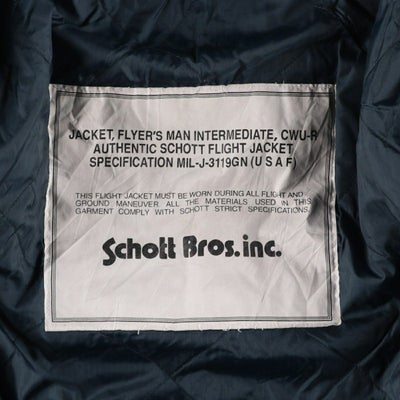 JACKET, FLYER'S MAN INTERMEDIATE, CWU-R
AUTHENTIC SCHOTT FLIGHT JACKET
SPECIFICATION MIL-J-3119GN (U S A F)
THIS FLIGHT JACKET MUST BE WORN DURING ALL FLIGHT AND
GROUND MANEUVER. ALL THE MATERIALS USED IN THIS
GARMENT COMPLY WITH SCHOTT STRICT SPECIFICATIONS.
Schott Bros. inc.